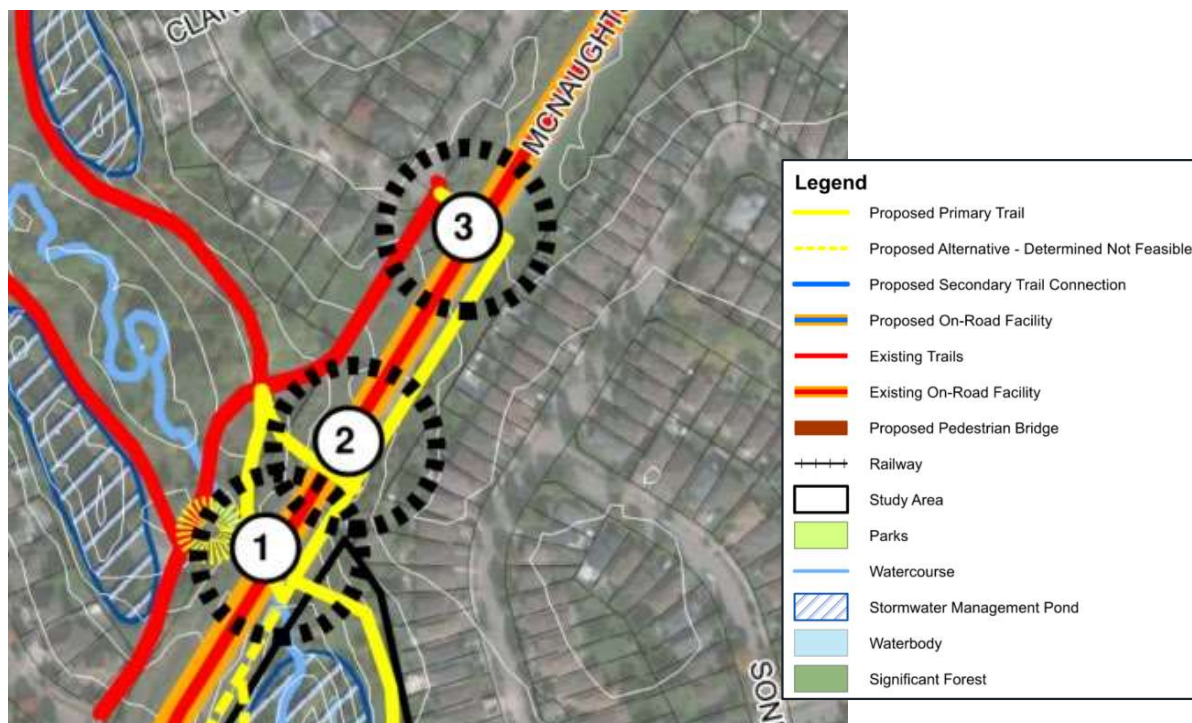 CLAR
MCNAUGHTO
3
2
1
SON
Legend
Proposed Primary Trail
Proposed Alternative - Determined Not Feasible
Proposed Secondary Trail Connection
Proposed On-Road Facility
Existing Trails
Existing On-Road Facility
Proposed Pedestrian Bridge
Railway
Study Area
Parks
Watercourse
Stormwater Management Pond
Waterbody
Significant Forest